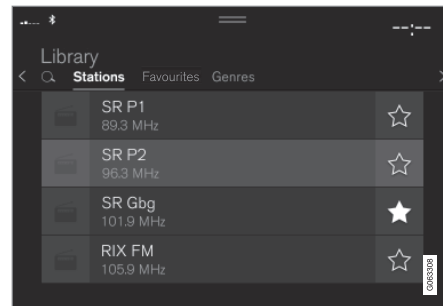 --:--
Library
Stations Favourites Genres
SR P1
89.3 MHz
SR P2
96.3 MHz
SR Gbg
101.9 MHz
RIX FM
105.9 MHz
G063308